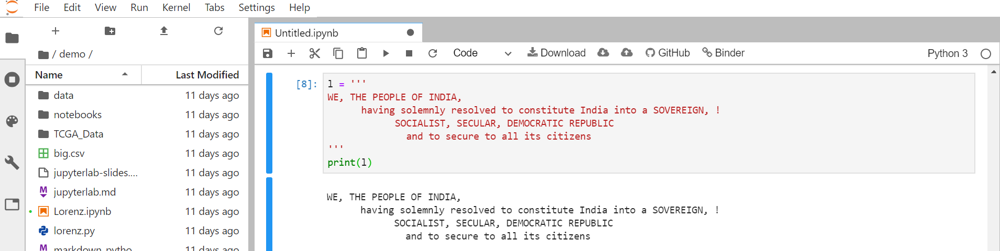 File Edit View Run Kernel Tabs Settings Help
/ demo /
Name Last Modified
data 11 days ago
notebooks 11 days ago
TCGA_Data 11 days ago
big.csv 11 days ago
jupyterlab-slides.... 11 days ago
jupyterlab.md 11 days ago
Lorenz.ipynb 11 days ago
lorenz.py 11 days ago
markdown_pytho... 11 days ago
Untitled.ipynb
Code Download GitHub Binder Python 3
[8]: l = '''
WE, THE PEOPLE OF INDIA,
having solemnly resolved to constitute India into a SOVEREIGN, !
SOCIALIST, SECULAR, DEMOCRATIC REPUBLIC
and to secure to all its citizens
'''
print(l)
WE, THE PEOPLE OF INDIA,
having solemnly resolved to constitute India into a SOVEREIGN, !
SOCIALIST, SECULAR, DEMOCRATIC REPUBLIC
and to secure to all its citizens